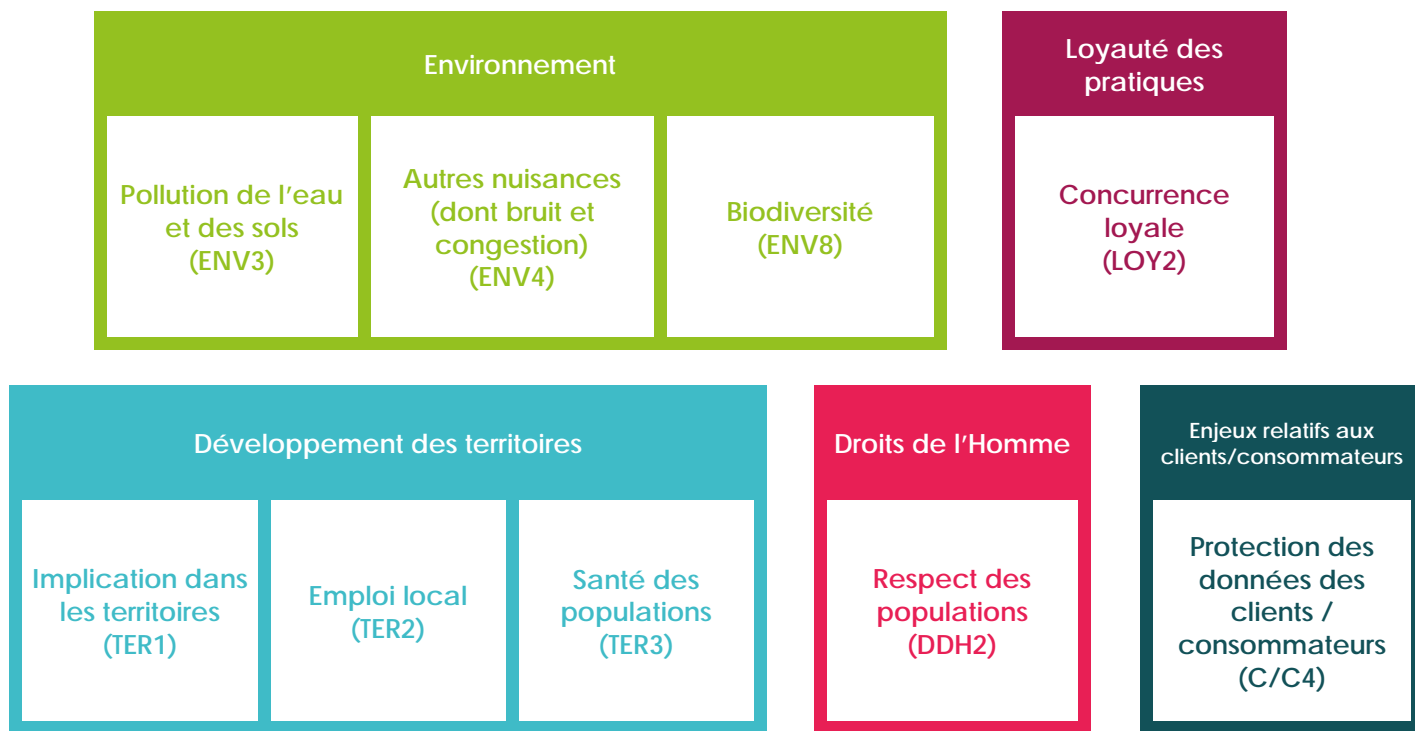 Environnement
Pollution de l'eau
et des sols
(ENV3)
Autres nuisances
(dont bruit et
congestion)
(ENV4)
Biodiversité
(ENV8)
Loyauté des
pratiques
Concurrence
loyale
(LOY2)
Développement des territoires
Implication dans
les territoires
(TER1)
Emploi local
(TER2)
Santé des
populations
(TER3)
Droits de l'Homme
Respect des
populations
(DDH2)
Enjeux relatifs aux
clients/consommateurs
Protection des
données des
clients /
consommateurs
(C/C4)